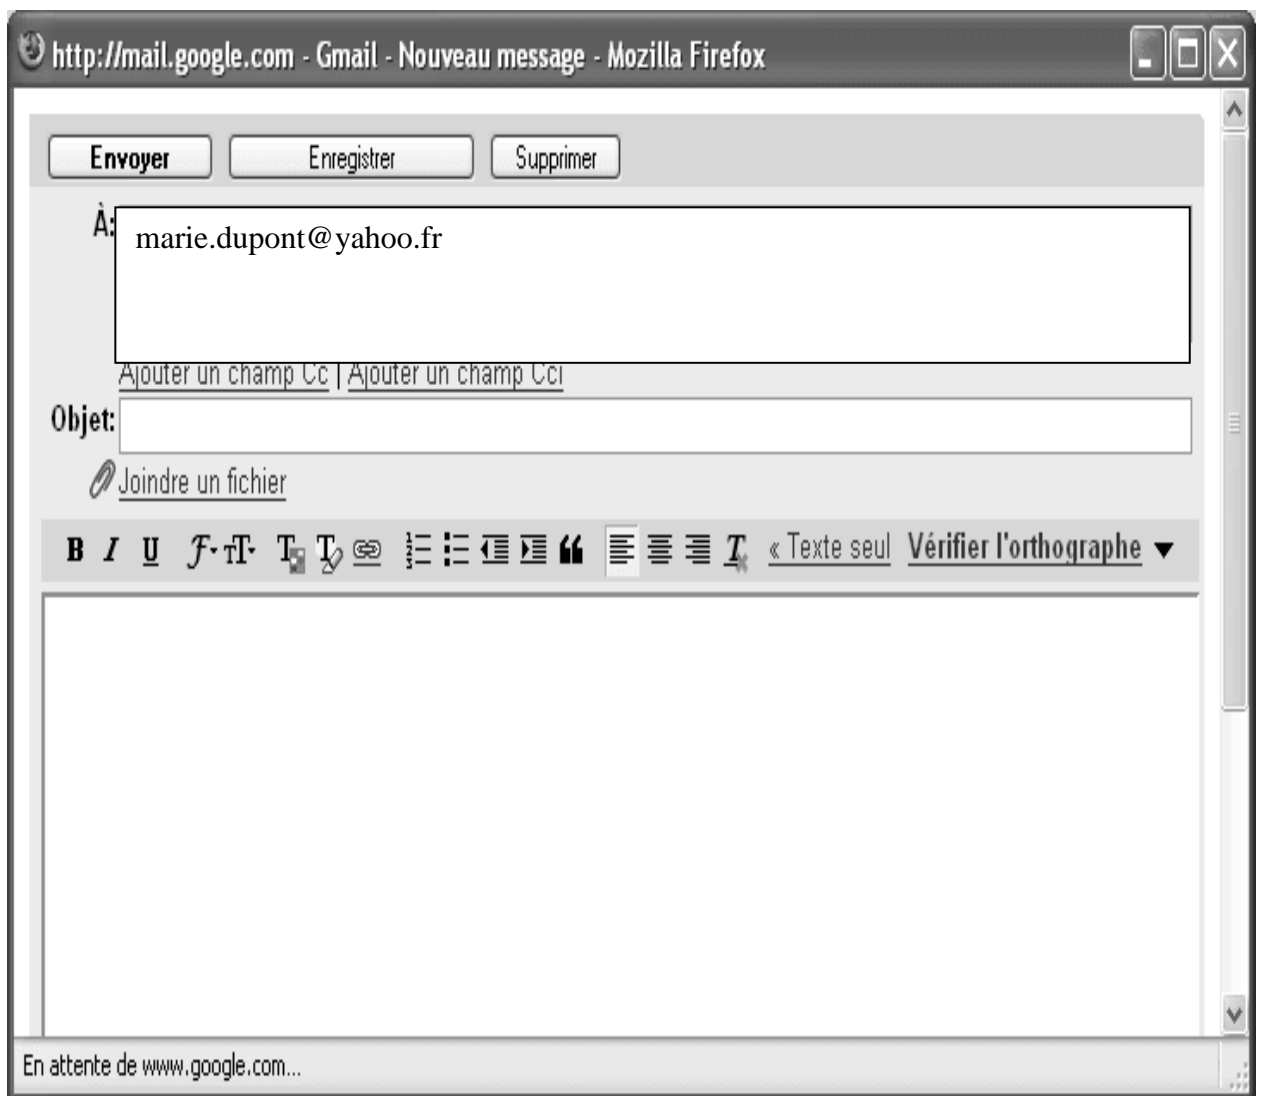 http://mail.google.com - Gmail - Nouveau message - Mozilla Firefox
Envoyer Enregistrer Supprimer
À: marie.dupont@yahoo.fr
Ajouter un champ Cc | Ajouter un champ Cci
Objet:
Joindre un fichier
B I U « Texte seul Vérifier l'orthographe
En attente de www.google.com...